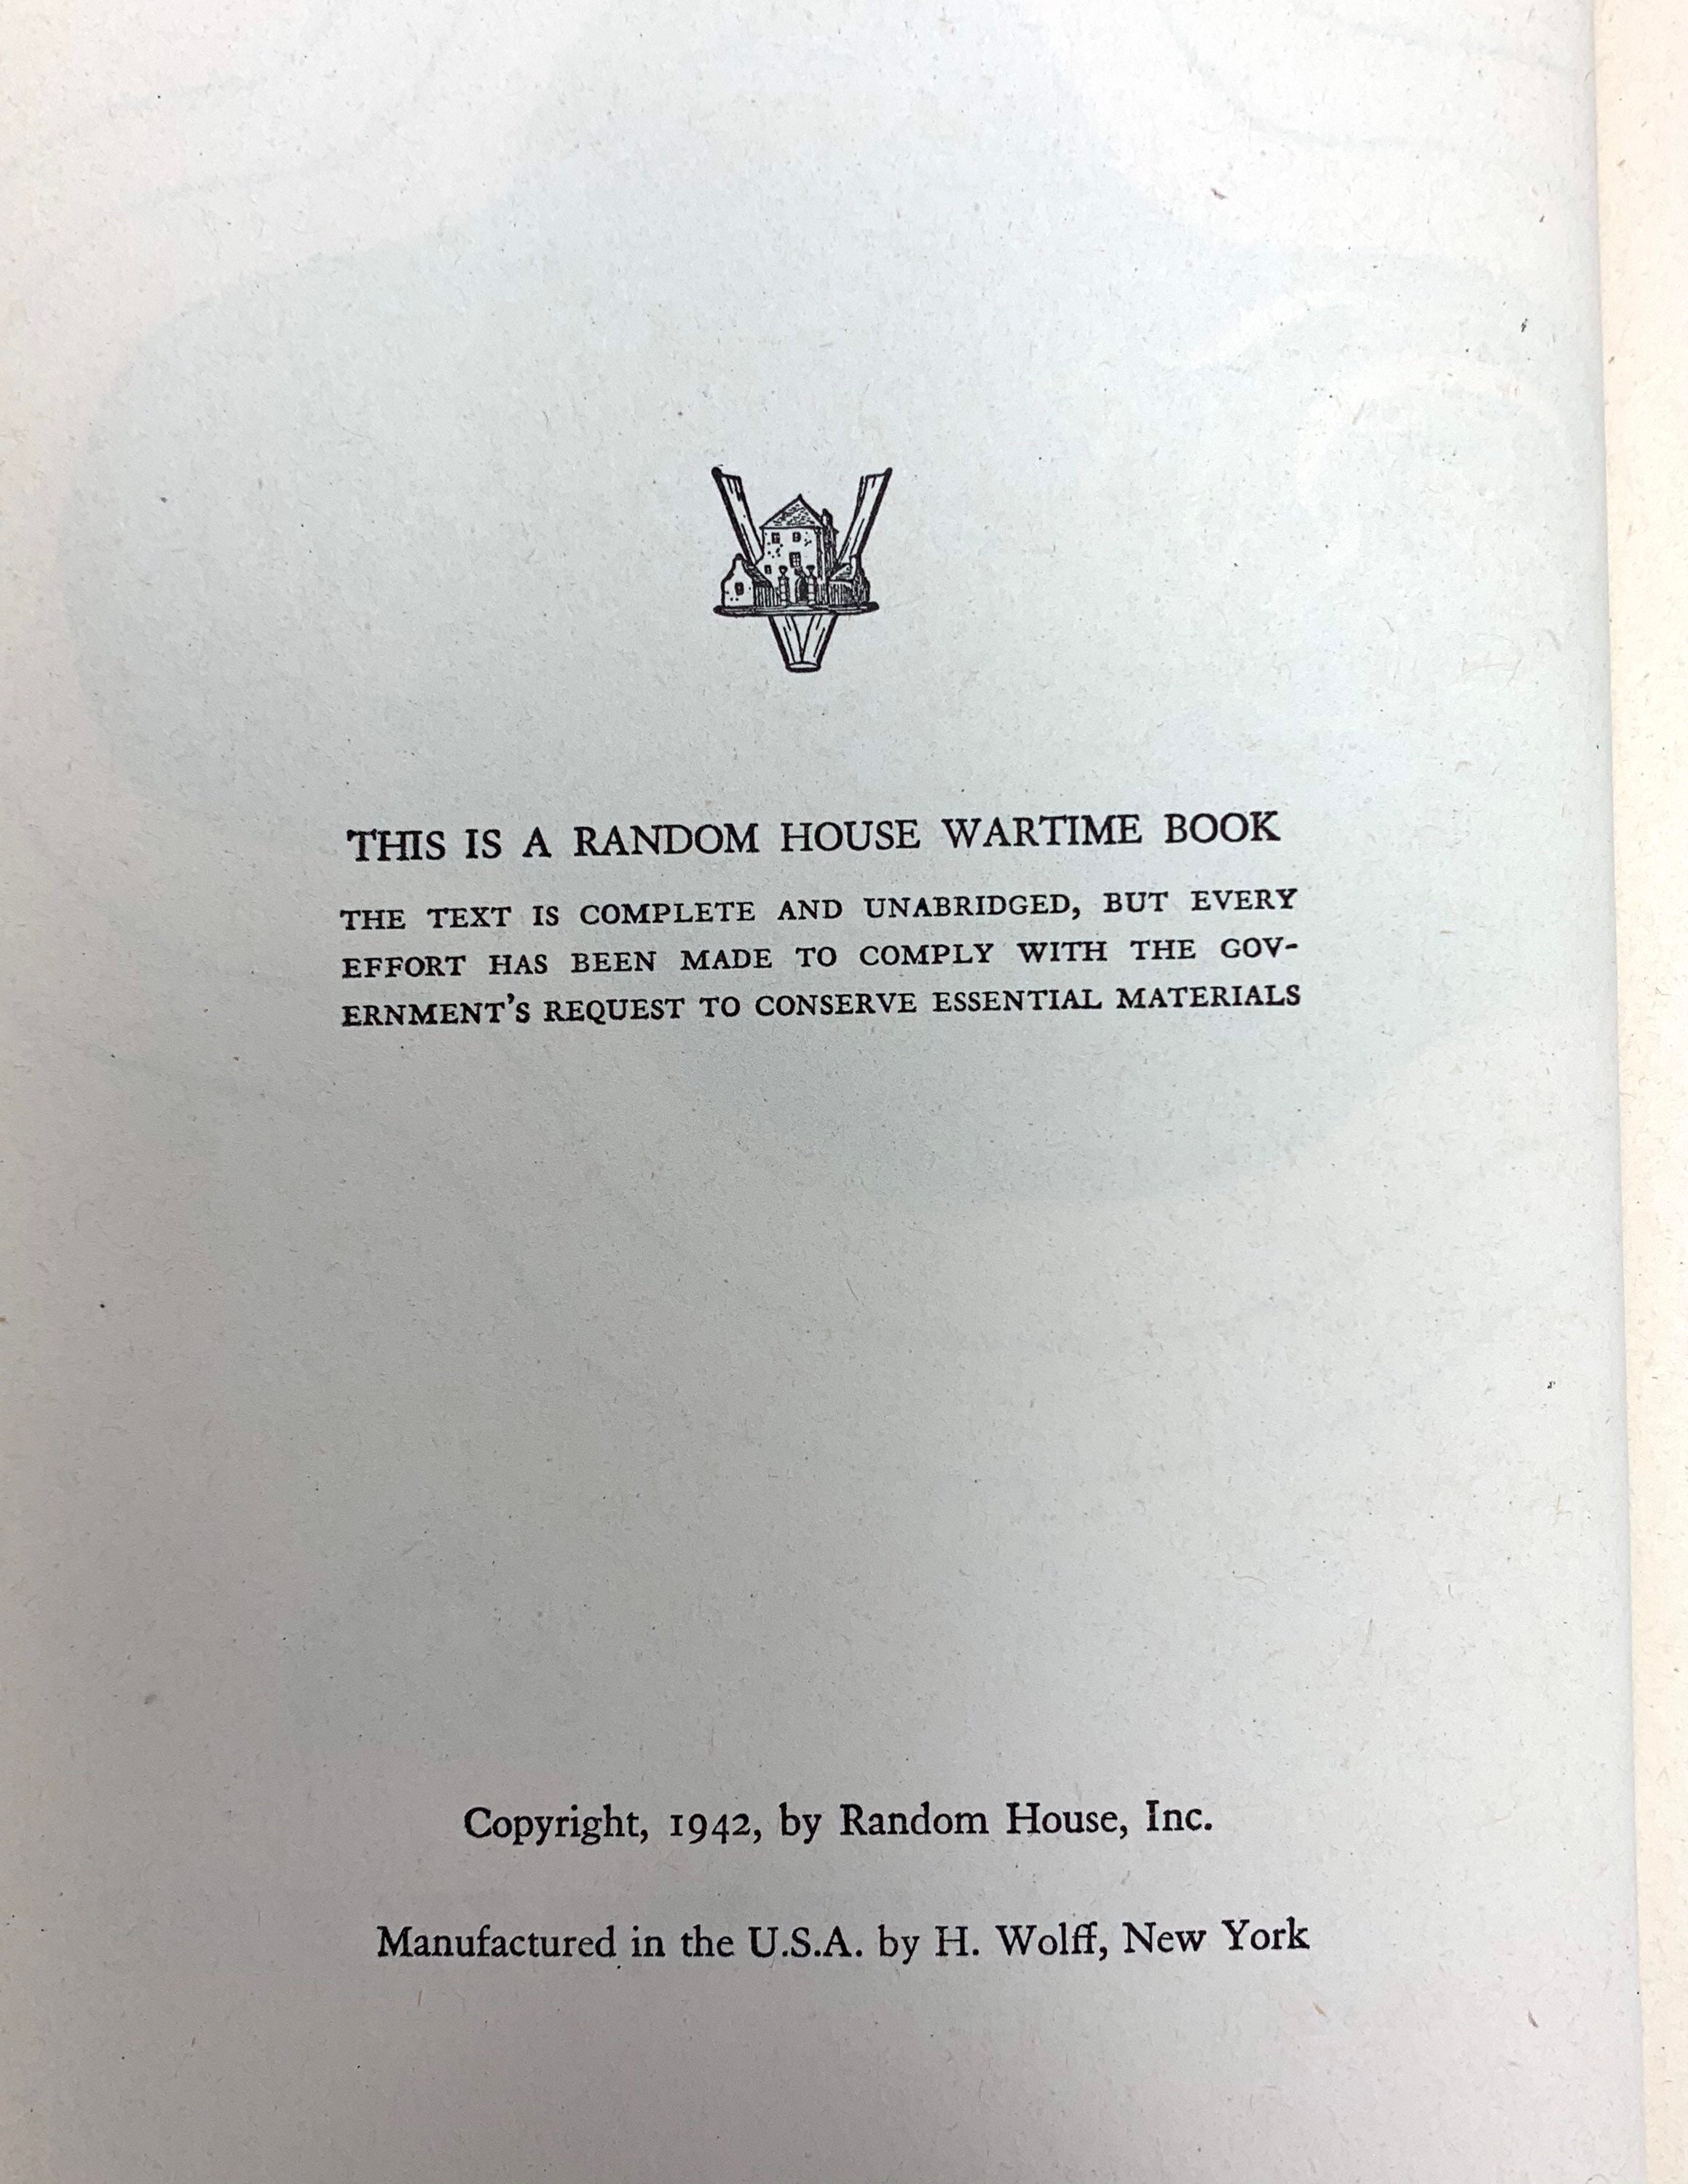 THIS IS A RANDOM HOUSE WARTIME BOOK
THE TEXT IS COMPLETE AND UNABRIDGED, BUT EVERY
EFFORT HAS BEEN MADE TO COMPLY WITH THE GOV-
ERNMENT'S REQUEST TO CONSERVE ESSENTIAL MATERIALS
Copyright, 1942, by Random House, Inc.
Manufactured in the U.S.A. by H. Wolff, New York